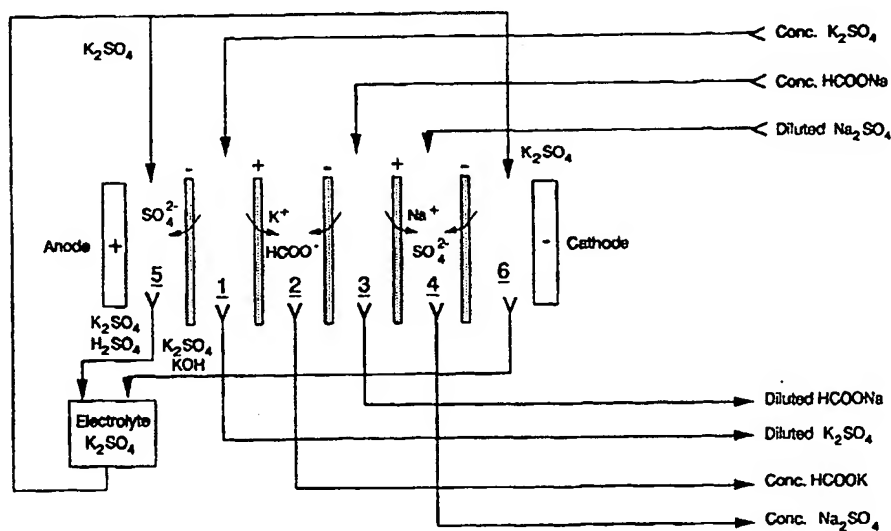 K₂SO₄
Conc. K₂SO₄
Conc. HCOONa
Diluted Na₂SO₄
K₂SO₄
- + - + -
SO₄²⁻
K⁺
HCOO⁻
Na⁺
SO₄²⁻
Anode
+
-
Cathode
5
1
2
3
4
6
K₂SO₄
H₂SO₄
K₂SO₄
KOH
Electrolyte
K₂SO₄
Diluted HCOONa
Diluted K₂SO₄
Conc. HCOOK
Conc. Na₂SO₄